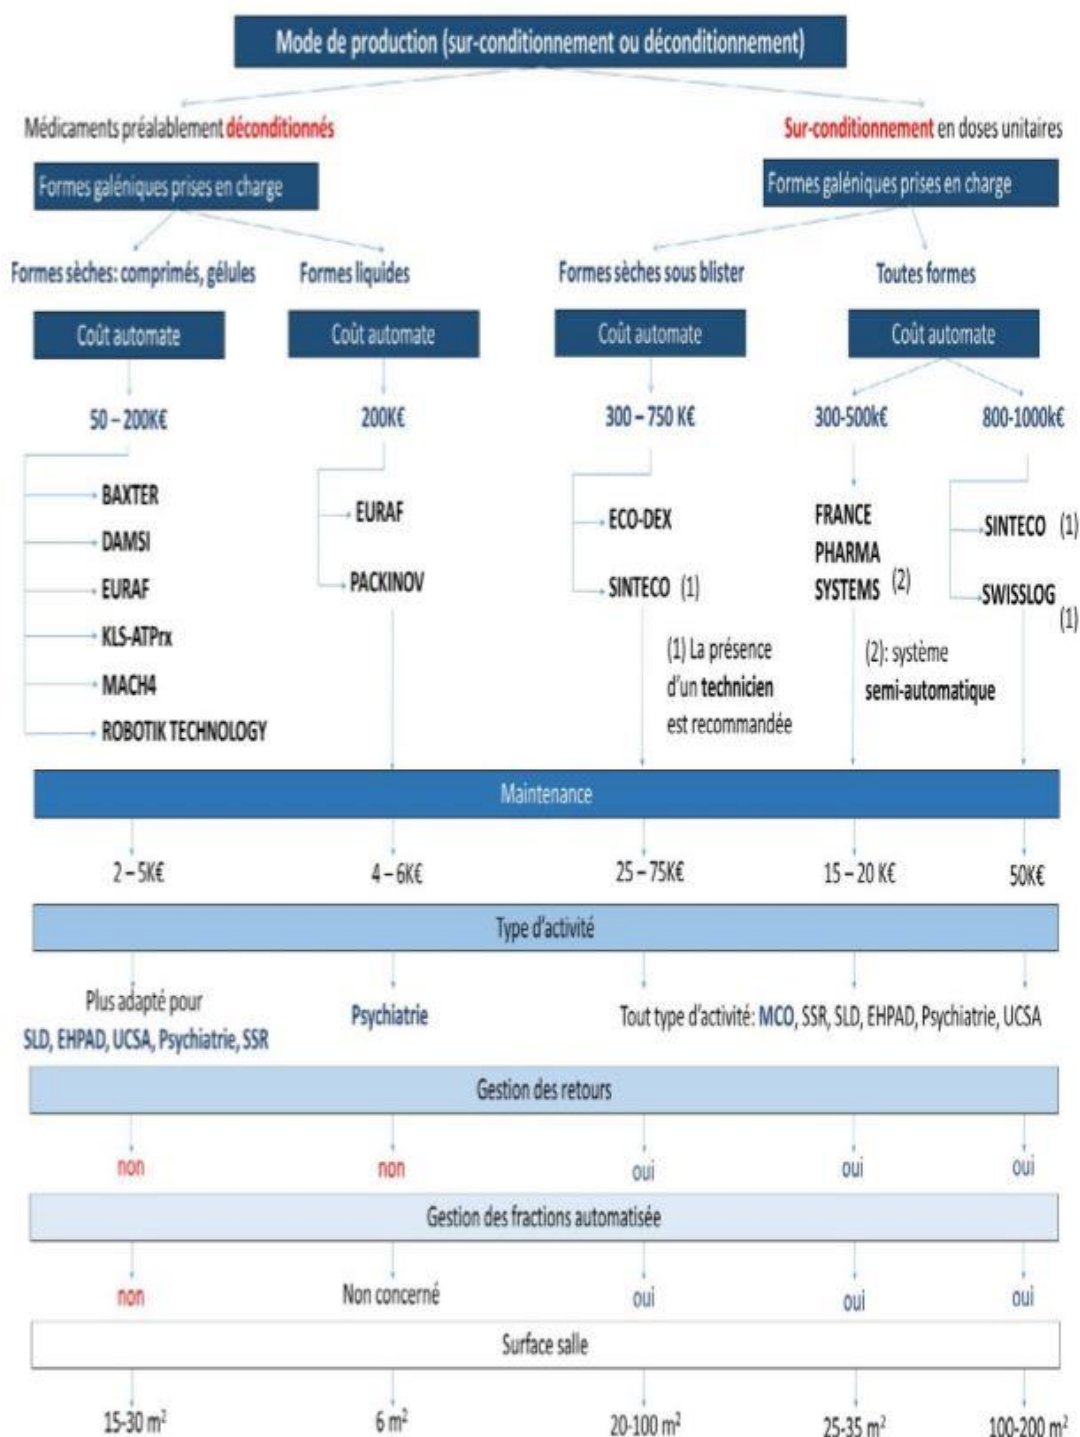 Mode de production (sur-conditionnement ou déconditionnement)
Médicaments préalablement déconditionnés
Sur-conditionnement en doses unitaires
Formes galéniques prises en charge
Formes galéniques prises en charge
Formes sèches: comprimés, gélules
Formes liquides
Formes sèches sous blister
Toutes formes
Coût automate
Coût automate
Coût automate
Coût automate
50 – 200K€
200K€
300 – 750 K€
300-500k€
800-1000k€
BAXTER
DAMSI
EURAF
KLS-ATPrx
MACH4
ROBOTIK TECHNOLOGY
EURAF
PACKINOV
ECO-DEX
SINTECO (1)
(1) La présence
d'un technicien
est recommandée
FRANCE
PHARMA
SYSTEMS (2)
(2): système
semi-automatique
SINTECO (1)
SWISSLOG
(1)
Maintenance
2 – 5K€
4 – 6K€
25 – 75K€
15 – 20 K€
50K€
Type d'activité
Plus adapté pour
SLD, EHPAD, UCSA, Psychiatrie, SSR
Psychiatrie
Tout type d'activité: MCO, SSR, SLD, EHPAD, Psychiatrie, UCSA
Gestion des retours
non
non
oui
oui
oui
Gestion des fractions automatisée
non
Non concerné
oui
oui
oui
Surface salle
15-30 m²
6 m²
20-100 m²
25-35 m²
100-200 m²